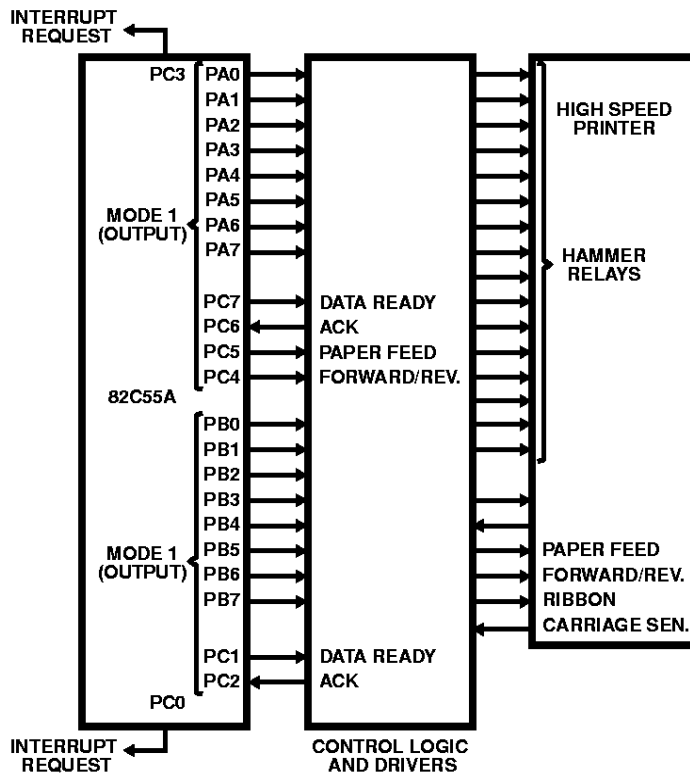 INTERRUPT
REQUEST
PC3
PA0
PA1
PA2
PA3
PA4
PA5
PA6
PA7
MODE 1
(OUTPUT)
PC7
PC6
PC5
PC4
82C55A
PB0
PB1
PB2
PB3
PB4
PB5
PB6
PB7
MODE 1
(OUTPUT)
PC1
PC2
PC0
INTERRUPT
REQUEST
DATA READY
ACK
PAPER FEED
FORWARD/REV.
DATA READY
ACK
CONTROL LOGIC
AND DRIVERS
HIGH SPEED
PRINTER
HAMMER
RELAYS
PAPER FEED
FORWARD/REV.
RIBBON
CARRIAGE SEN.